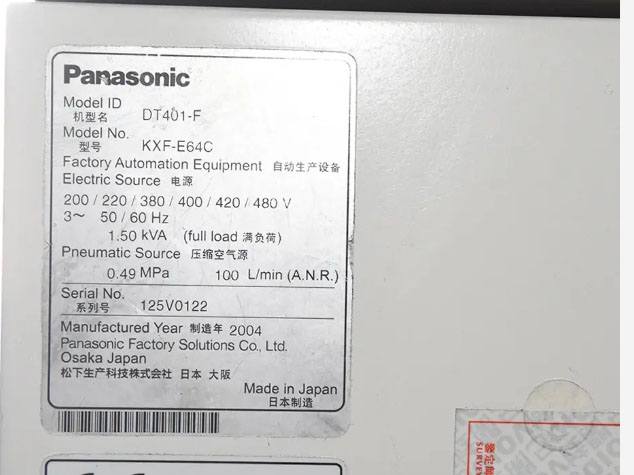 Panasonic
Model ID
机型名 DT401-F
Model No.
型号 KXF-E64C
Factory Automation Equipment 自动生产设备
Electric Source 电源
200 / 220 / 380 / 400 / 420 / 480 V
3～ 50 / 60 Hz
1.50 kVA (full load 满负荷)
Pneumatic Source 压缩空气源
0.49 MPa 100 L/min (A.N.R.)
Serial No.
系列号 125V0122
Manufactured Year 制造年 2004
Panasonic Factory Solutions Co., Ltd.
Osaka Japan
松下生产科技株式会社 日本 大阪
Made in Japan
日本制造